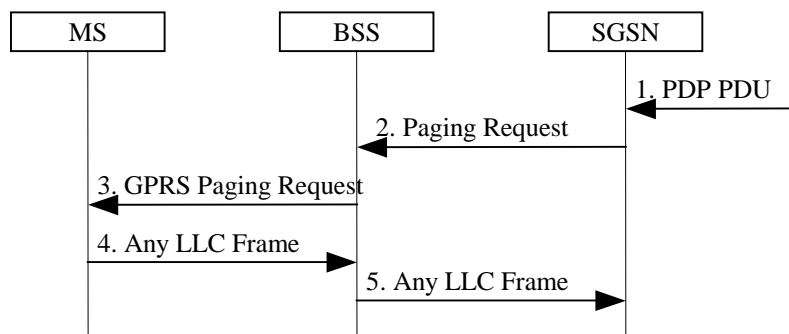 MS
BSS
SGSN
1. PDP PDU
2. Paging Request
3. GPRS Paging Request
4. Any LLC Frame
5. Any LLC Frame